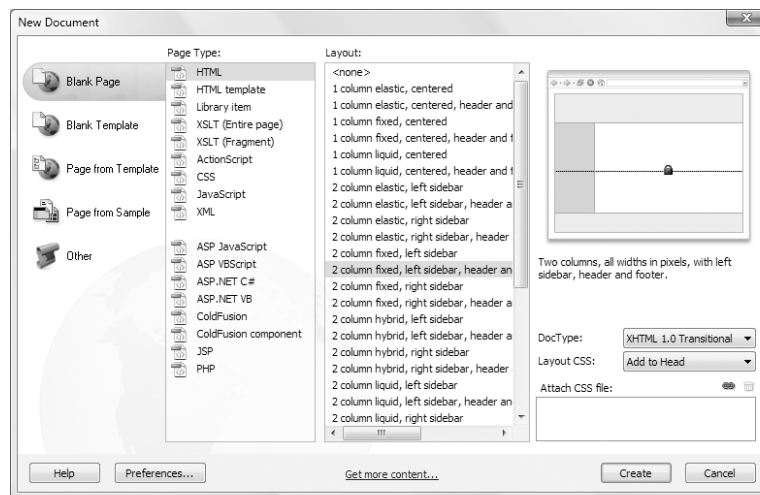 New Document
Blank Page
Blank Template
Page from Template
Page from Sample
Other
Page Type:
HTML
HTML template
Library item
XSLT (Entire page)
XSLT (Fragment)
ActionScript
CSS
JavaScript
XML
ASP JavaScript
ASP VBScript
ASP.NET C#
ASP.NET VB
ColdFusion
ColdFusion component
JSP
PHP
Layout:
<none>
1 column elastic, centered
1 column elastic, centered, header and
1 column fixed, centered
1 column fixed, centered, header and f
1 column liquid, centered
1 column liquid, centered, header and f
2 column elastic, left sidebar
2 column elastic, left sidebar, header a
2 column elastic, right sidebar
2 column elastic, right sidebar, header
2 column fixed, left sidebar
2 column fixed, left sidebar, header an
2 column fixed, right sidebar
2 column fixed, right sidebar, header a
2 column hybrid, left sidebar
2 column hybrid, left sidebar, header a
2 column hybrid, right sidebar
2 column hybrid, right sidebar, header
2 column liquid, left sidebar
2 column liquid, left sidebar, header an
2 column liquid, right sidebar
Two columns, all widths in pixels, with left
sidebar, header and footer.
DocType: XHTML 1.0 Transitional
Layout CSS: Add to Head
Attach CSS file:
Help Preferences... Get more content... Create Cancel